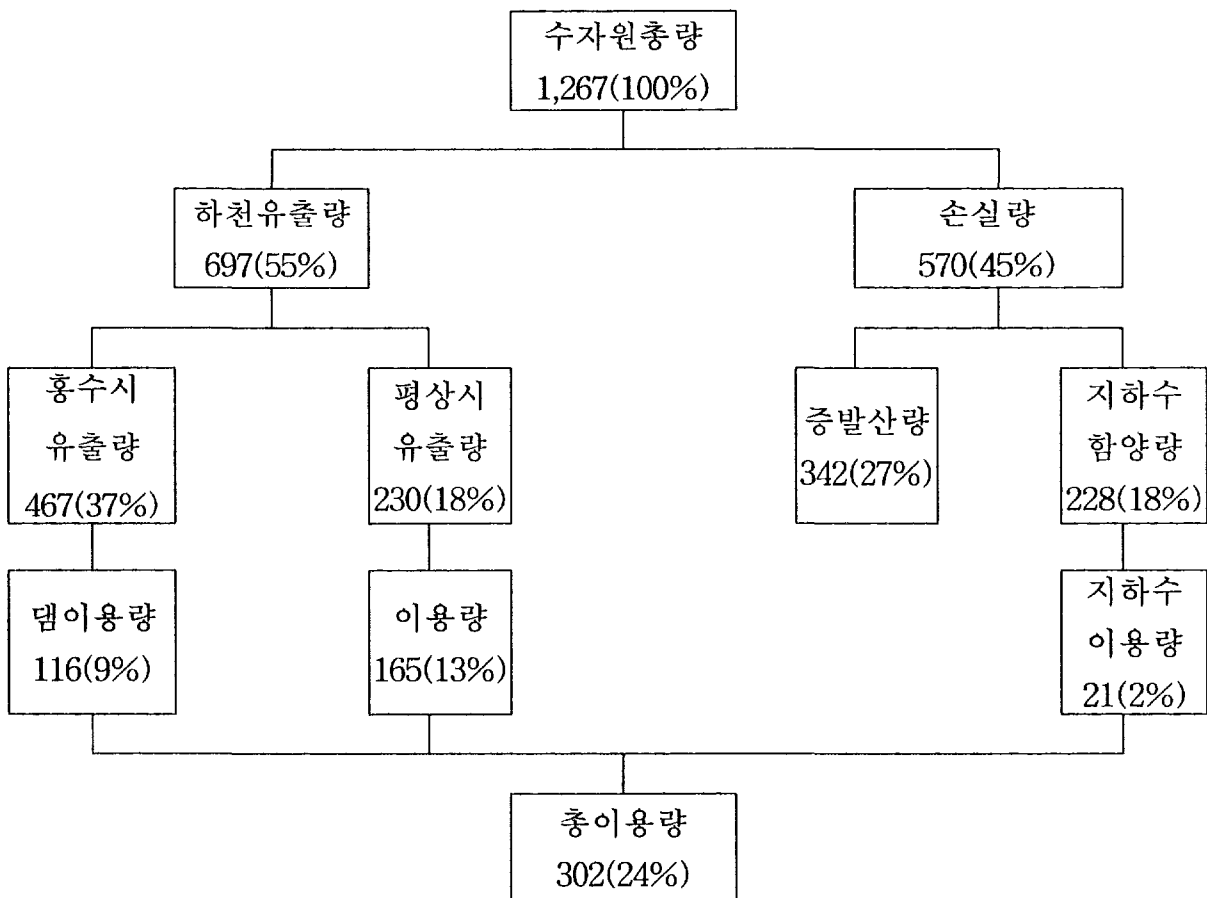 수자원총량
1,267(100%)
하천유출량
697(55%)
손실량
570(45%)
홍수시
유출량
467(37%)
평상시
유출량
230(18%)
증발산량
342(27%)
지하수
함양량
228(18%)
댐이용량
116(9%)
이용량
165(13%)
지하수
이용량
21(2%)
총이용량
302(24%)